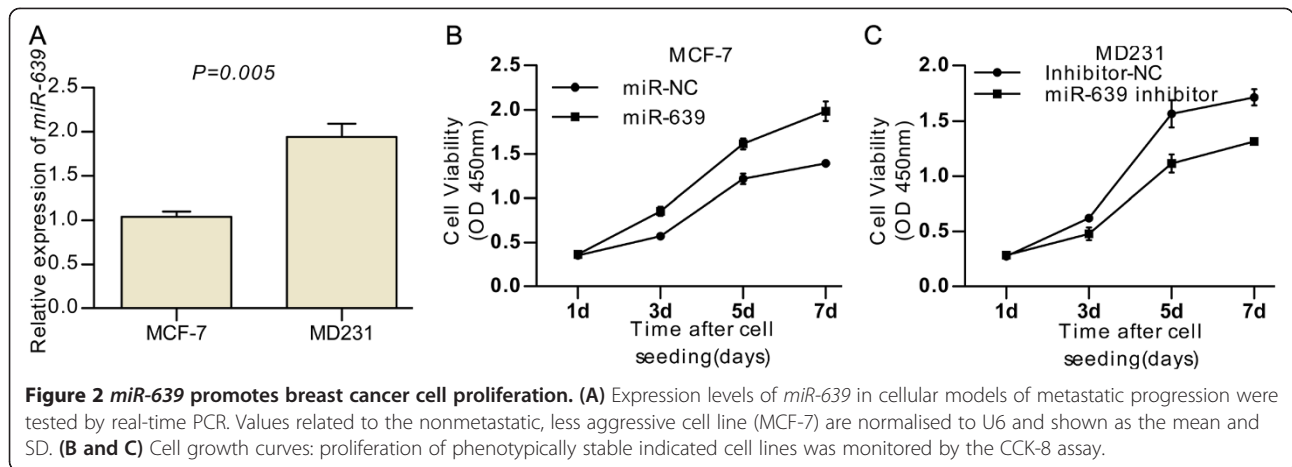 A
P=0.005
Relative expression of miR-639
2.5
2.0
1.5
1.0
0.5
0.0
MCF-7
MD231
B
MCF-7
miR-NC
miR-639
Cell Viability
(OD 450nm)
2.5
2.0
1.5
1.0
0.5
0.0
1d
3d
5d
7d
Time after cell
seeding(days)
C
MD231
Inhibitor-NC
miR-639 inhibitor
Cell Viability
(OD 450nm)
2.0
1.5
1.0
0.5
0.0
1d
3d
5d
7d
Time after cell
seeding(days)
Figure 2 miR-639 promotes breast cancer cell proliferation. (A) Expression levels of miR-639 in cellular models of metastatic progression were
tested by real-time PCR. Values related to the nonmetastatic, less aggressive cell line (MCF-7) are normalised to U6 and shown as the mean and
SD. (B and C) Cell growth curves: proliferation of phenotypically stable indicated cell lines was monitored by the CCK-8 assay.